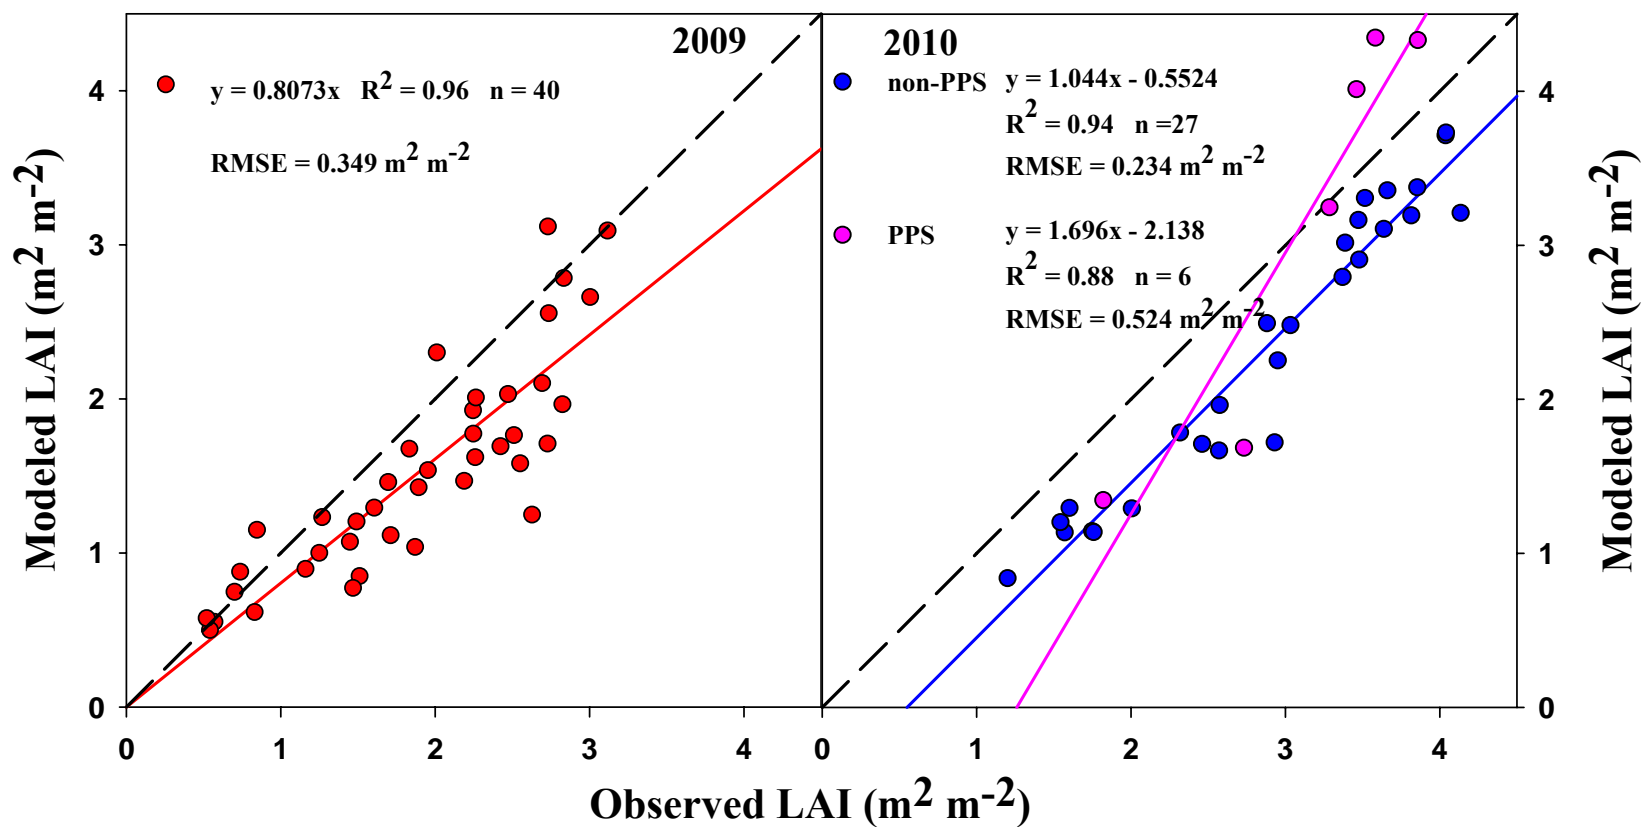 2009
y = 0.8073x R² = 0.96 n = 40
RMSE = 0.349 m² m⁻²
2010
non-PPS y = 1.044x - 0.5524
R² = 0.94 n =27
RMSE = 0.234 m² m⁻²
PPS y = 1.696x - 2.138
R² = 0.88 n = 6
RMSE = 0.524 m² m⁻²
Modeled LAI (m² m⁻²)
4
3
2
1
0
0 1 2 3 4
0 1 2 3 4
4
3
2
1
0
Modeled LAI (m² m⁻²)
Observed LAI (m² m⁻²)